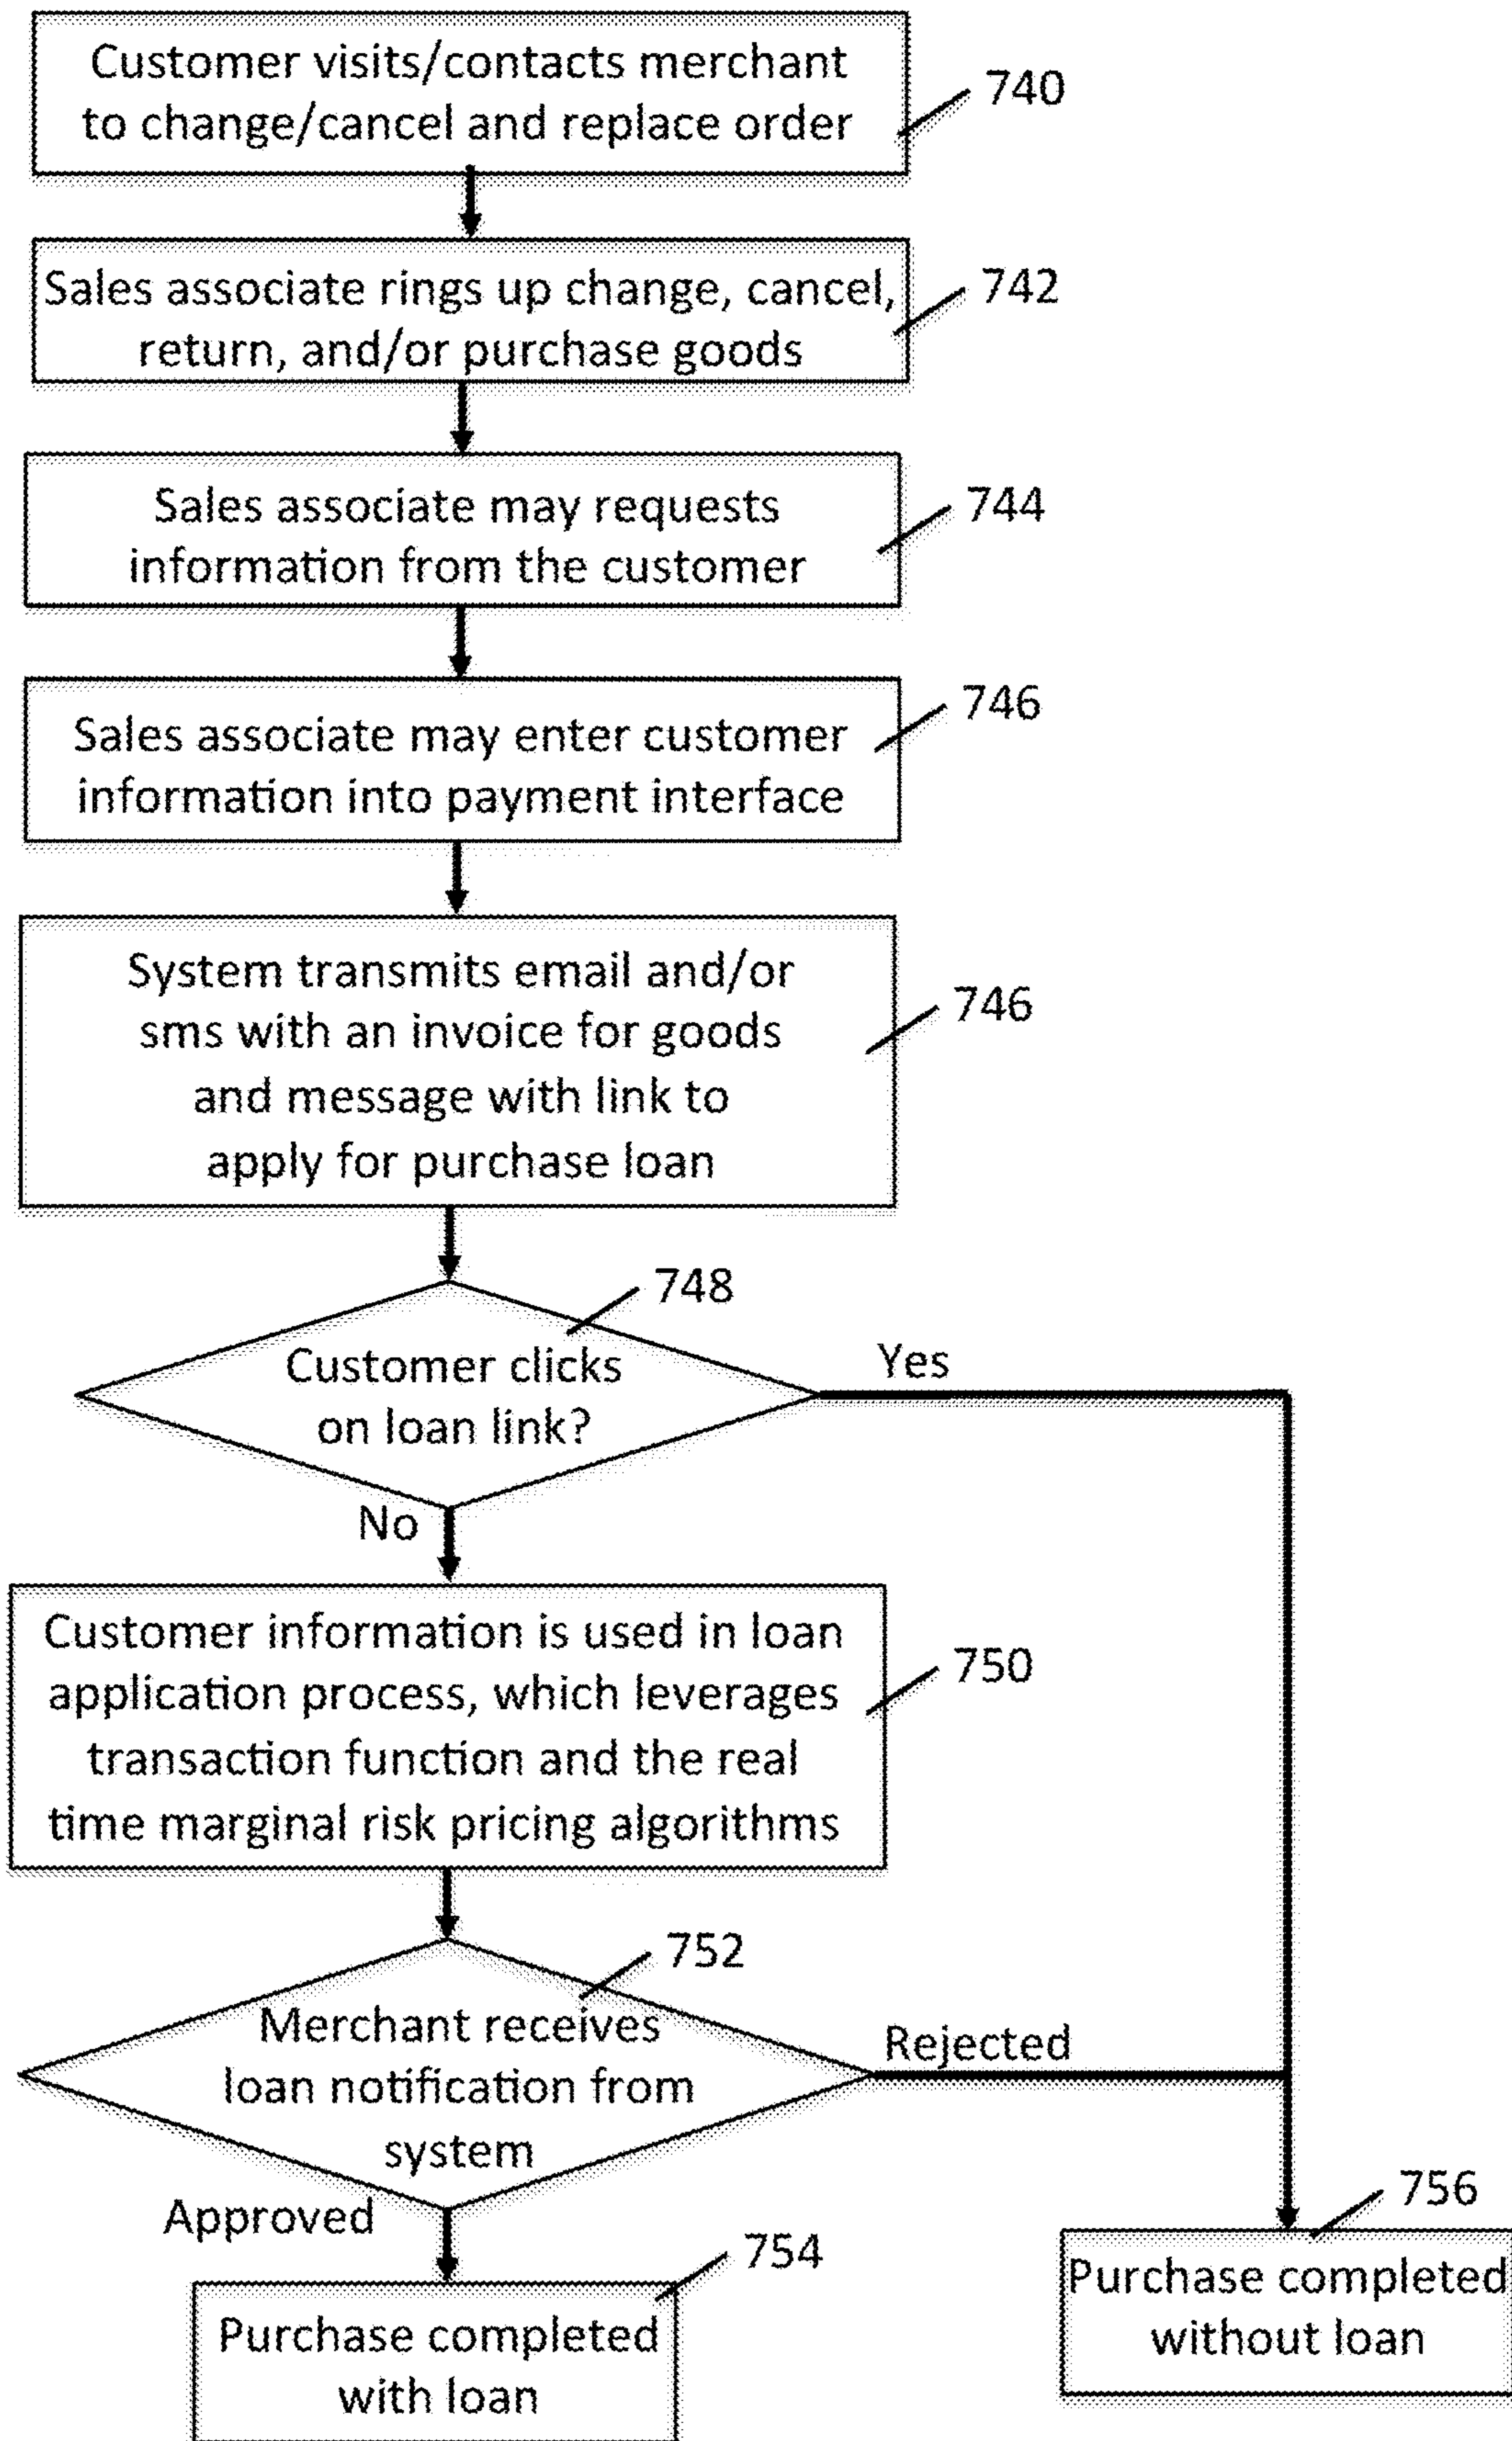 Customer visits/contacts merchant
to change/cancel and replace order
740
Sales associate rings up change, cancel,
return, and/or purchase goods
742
Sales associate may requests
information from the customer
744
Sales associate may enter customer
information into payment interface
746
System transmits email and/or
sms with an invoice for goods
and message with link to
apply for purchase loan
746
748
Customer clicks
on loan link?
Yes
No
Customer information is used in loan
application process, which leverages
transaction function and the real
time marginal risk pricing algorithms
750
752
Merchant receives
loan notification from
system
Rejected
Approved
754
Purchase completed
with loan
756
Purchase completed
without loan